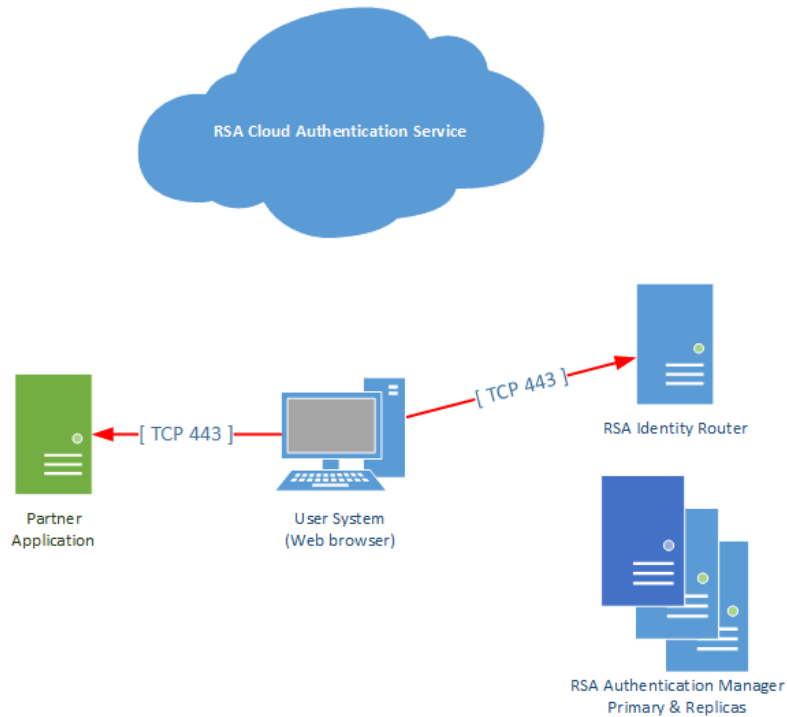 RSA Cloud Authentication Service
[ TCP 443 ]
[ TCP 443 ]
RSA Identity Router
Partner
Application
User System
(Web browser)
RSA Authentication Manager
Primary & Replicas